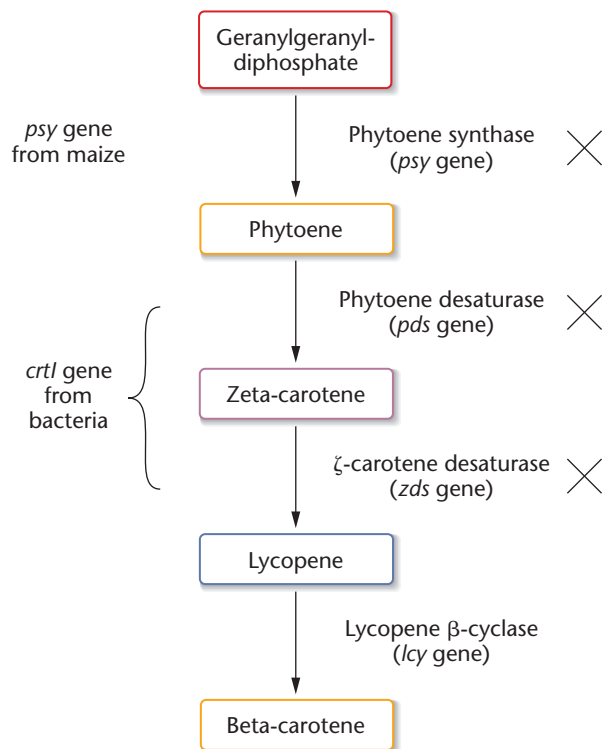 Geranylgeranyl-
diphosphate
psy gene
from maize
Phytoene synthase
(psy gene)
Phytoene
Phytoene desaturase
(pds gene)
crtI gene
from
bacteria
Zeta-carotene
ζ-carotene desaturase
(zds gene)
Lycopene
Lycopene β-cyclase
(lcy gene)
Beta-carotene